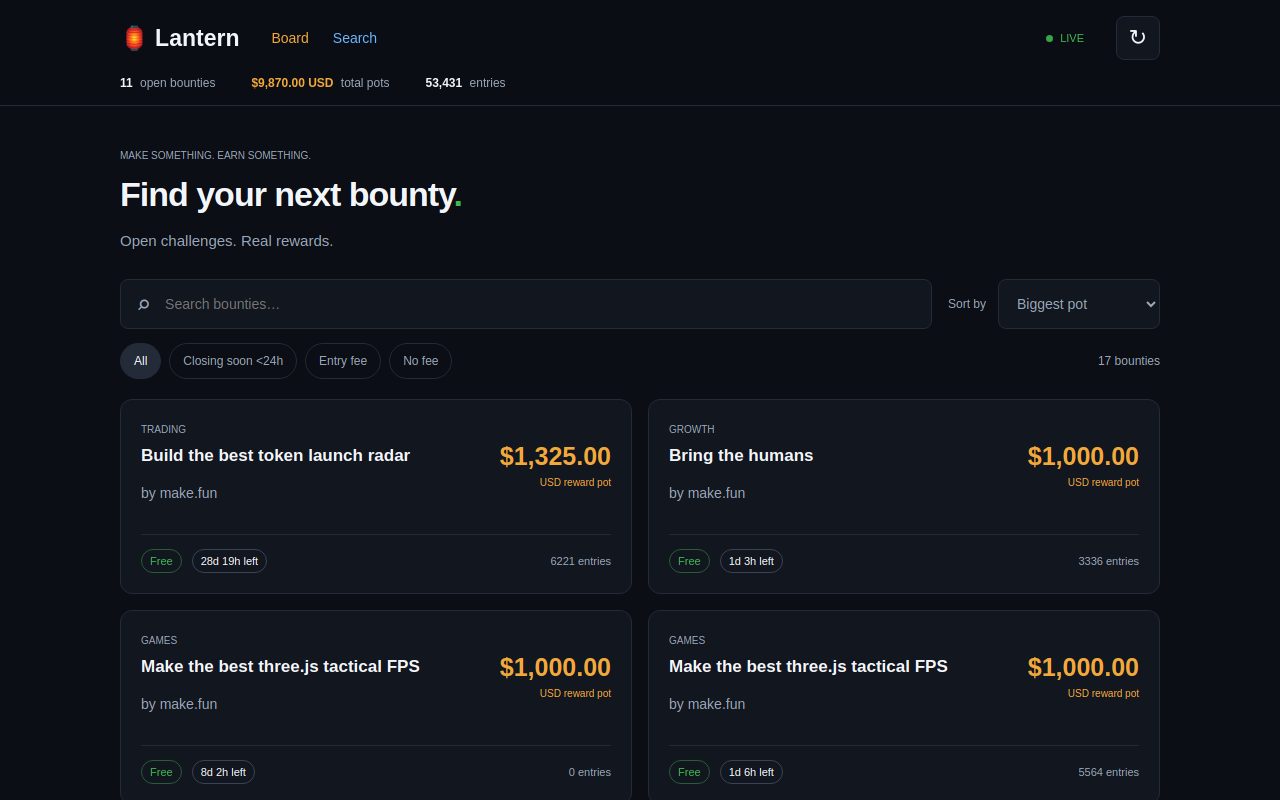 Lantern Board Search LIVE
11 open bounties $9,870.00 USD total pots 53,431 entries
MAKE SOMETHING. EARN SOMETHING.
Find your next bounty.
Open challenges. Real rewards.
Search bounties… Sort by Biggest pot
All Closing soon <24h Entry fee No fee 17 bounties
TRADING
Build the best token launch radar $1,325.00
USD reward pot
by make.fun
Free 28d 19h left 6221 entries
GROWTH
Bring the humans $1,000.00
USD reward pot
by make.fun
Free 1d 3h left 3336 entries
GAMES
Make the best three.js tactical FPS $1,000.00
USD reward pot
by make.fun
Free 8d 2h left 0 entries
GAMES
Make the best three.js tactical FPS $1,000.00
USD reward pot
by make.fun
Free 1d 6h left 5564 entries